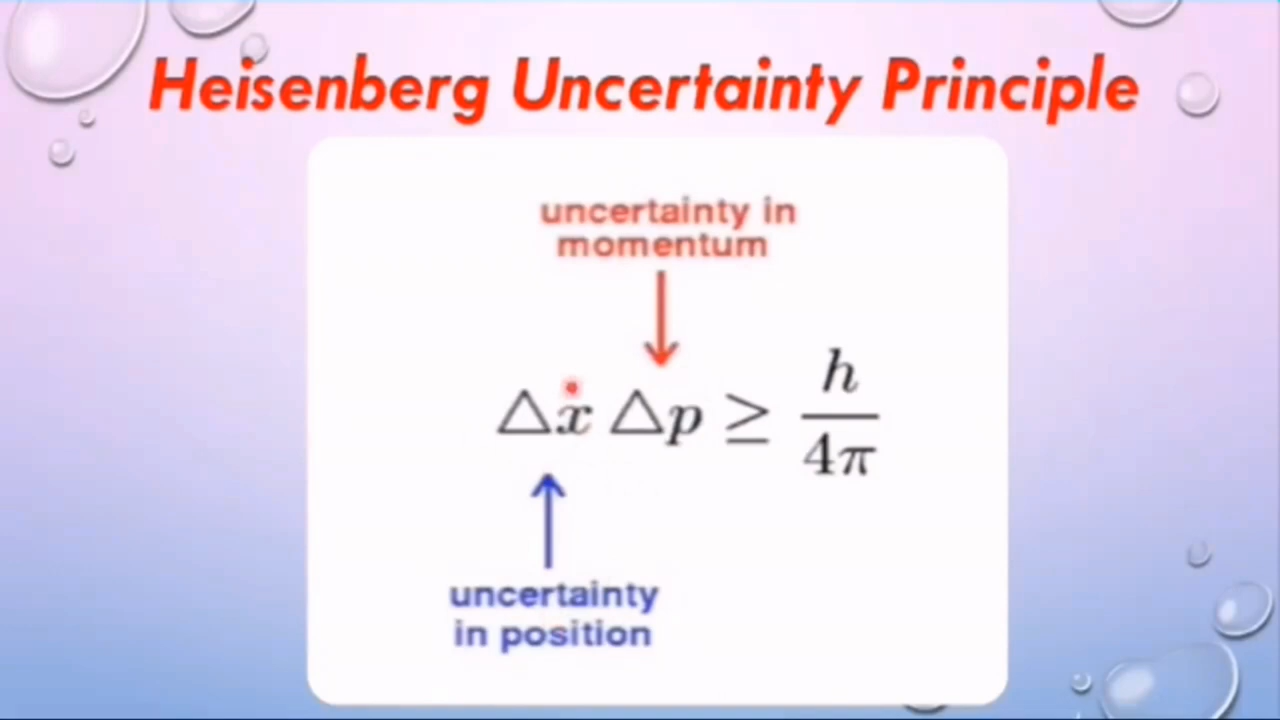 Heisenberg Uncertainty Principle
uncertainty in
momentum
△x △p ≥ h/4π
uncertainty
in position